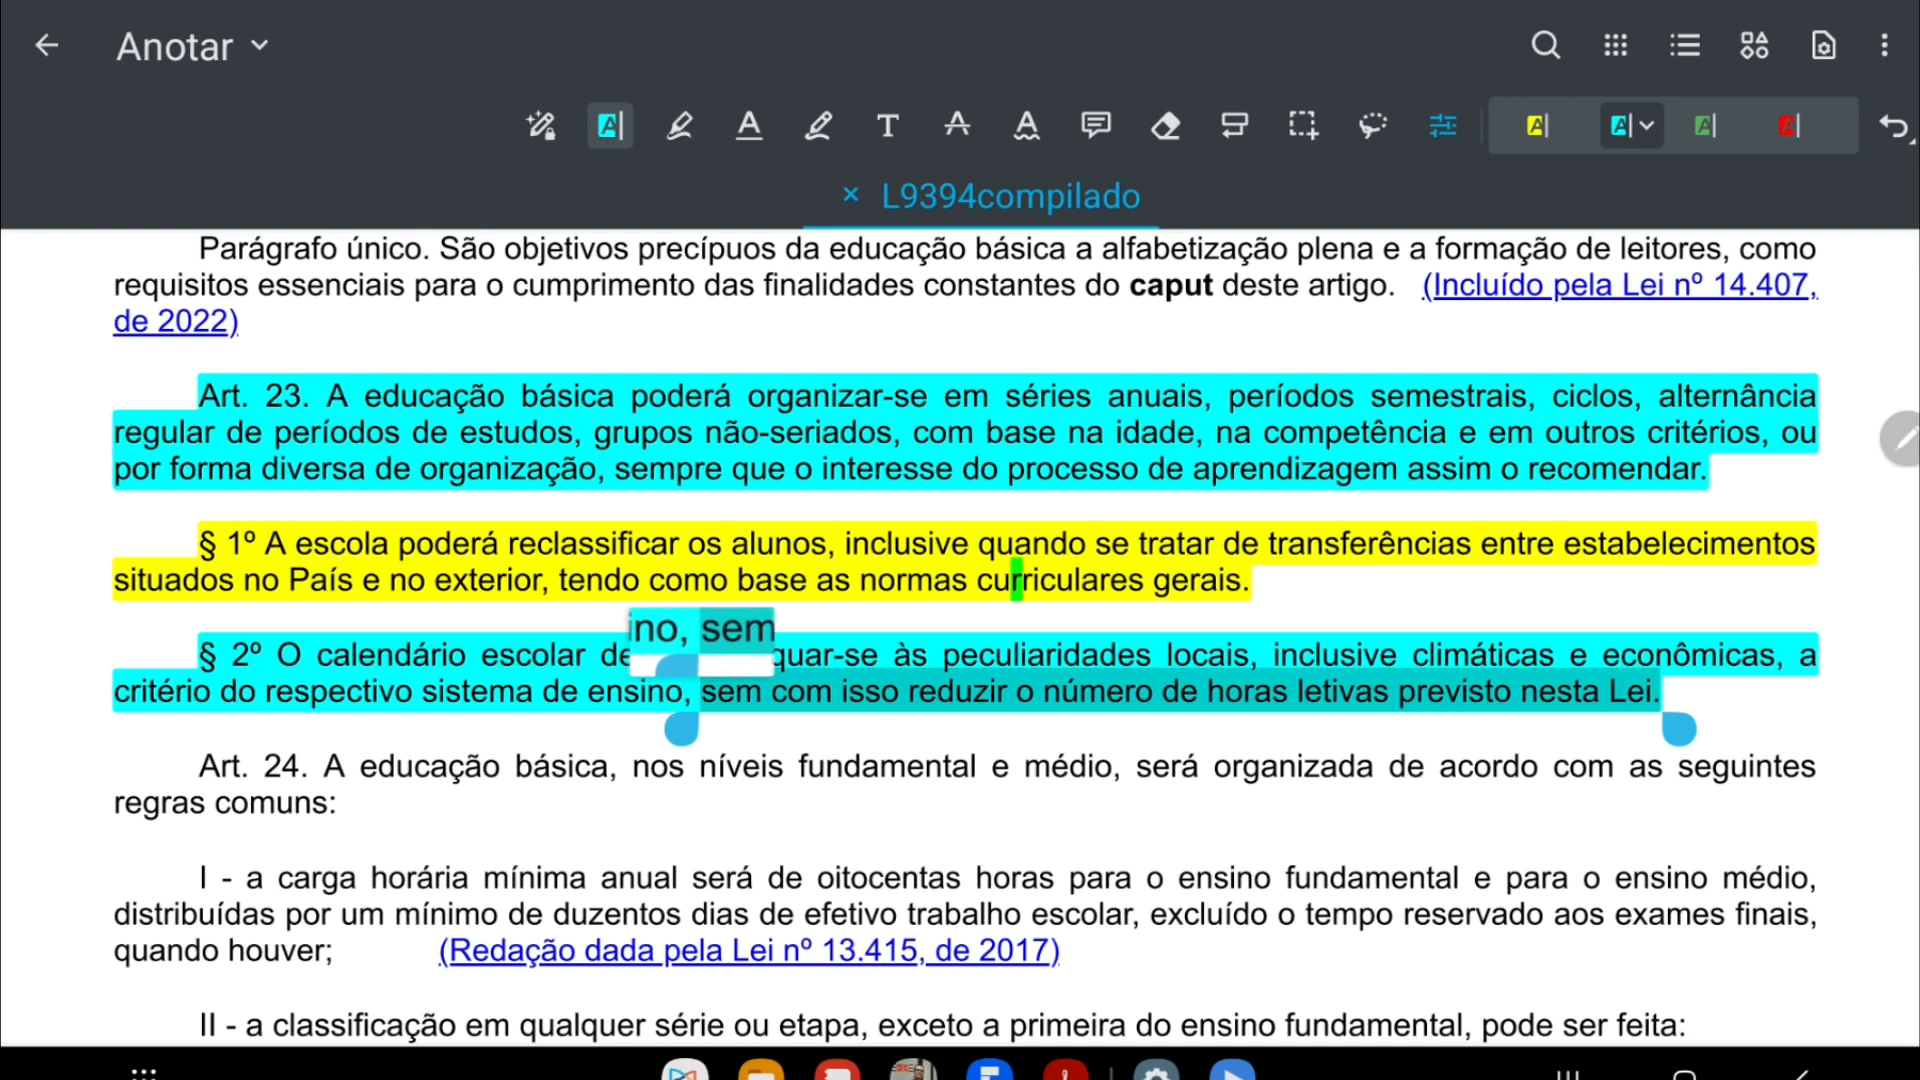 Anotar
L9394compilado
Parágrafo único. São objetivos precípuos da educação básica a alfabetização plena e a formação de leitores, como
requisitos essenciais para o cumprimento das finalidades constantes do caput deste artigo. (Incluído pela Lei nº 14.407,
de 2022)
Art. 23. A educação básica poderá organizar-se em séries anuais, períodos semestrais, ciclos, alternância
regular de períodos de estudos, grupos não-seriados, com base na idade, na competência e em outros critérios, ou
por forma diversa de organização, sempre que o interesse do processo de aprendizagem assim o recomendar.
§ 1º A escola poderá reclassificar os alunos, inclusive quando se tratar de transferências entre estabelecimentos
situados no País e no exterior, tendo como base as normas curriculares gerais.
ino, sem
§ 2º O calendário escolar de quar-se às peculiaridades locais, inclusive climáticas e econômicas, a
critério do respectivo sistema de ensino, sem com isso reduzir o número de horas letivas previsto nesta Lei.
Art. 24. A educação básica, nos níveis fundamental e médio, será organizada de acordo com as seguintes
regras comuns:
I - a carga horária mínima anual será de oitocentas horas para o ensino fundamental e para o ensino médio,
distribuídas por um mínimo de duzentos dias de efetivo trabalho escolar, excluído o tempo reservado aos exames finais,
quando houver; (Redação dada pela Lei nº 13.415, de 2017)
II - a classificação em qualquer série ou etapa, exceto a primeira do ensino fundamental, pode ser feita: